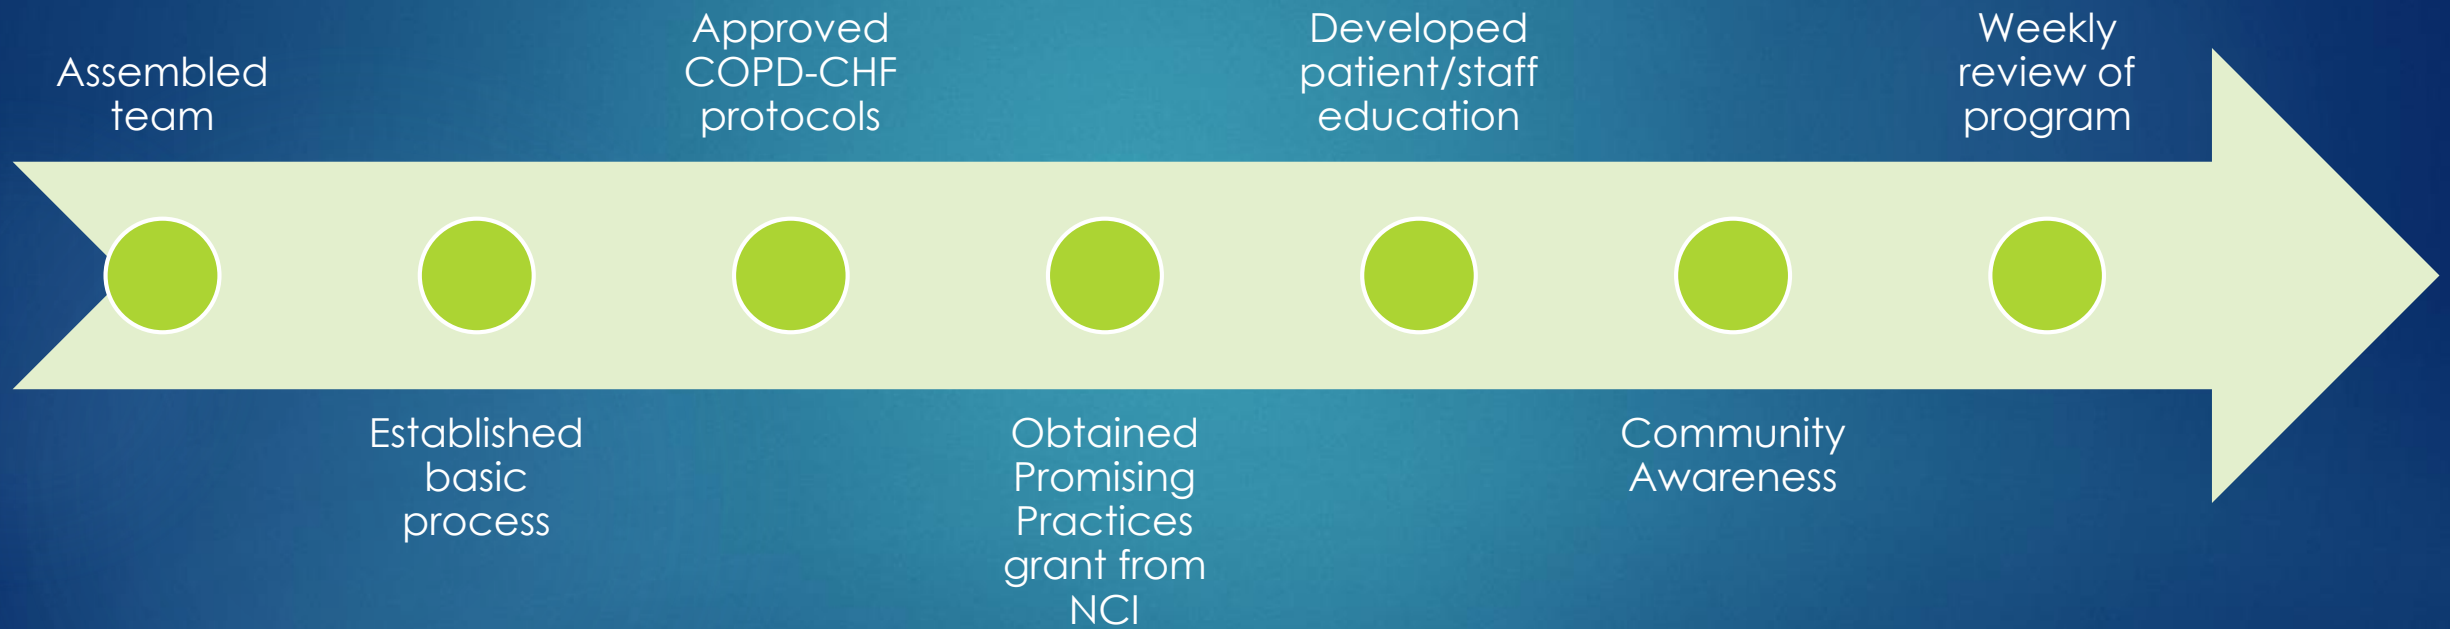 Assembled
team
Established
basic
process
Approved
COPD-CHF
protocols
Obtained
Promising
Practices
grant from
NCI
Developed
patient/staff
education
Community
Awareness
Weekly
review of
program